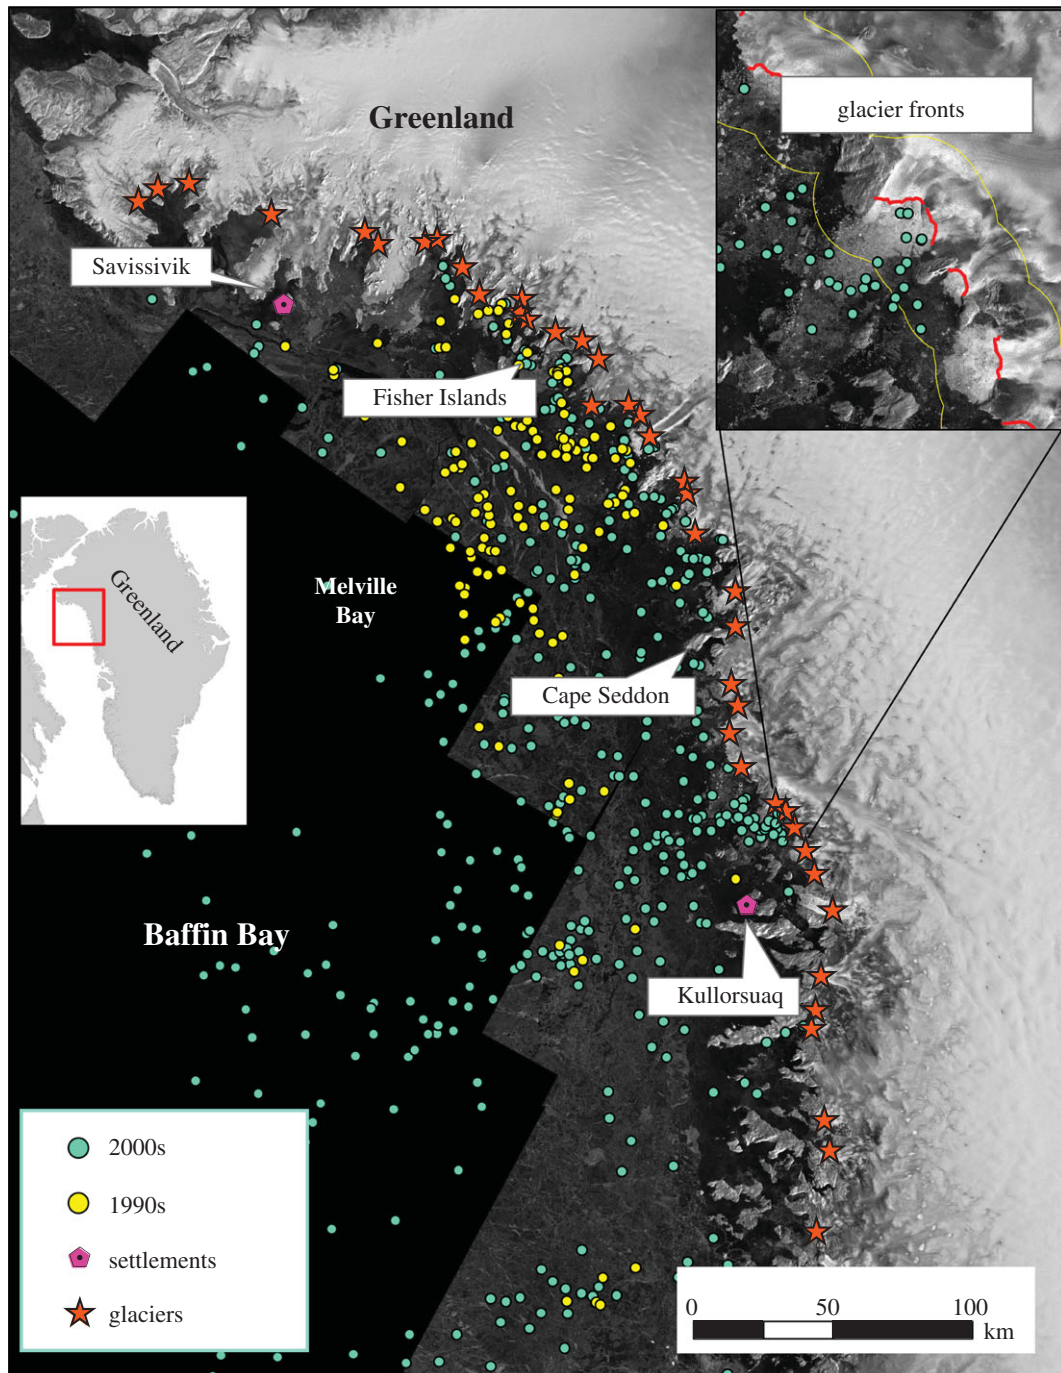 Greenland
glacier fronts
Savissivik
Fisher Islands
Greenland
Melville
Bay
Cape Seddon
Baffin Bay
Kullorsuaq
2000s
1990s
settlements
glaciers
0 50 100
km